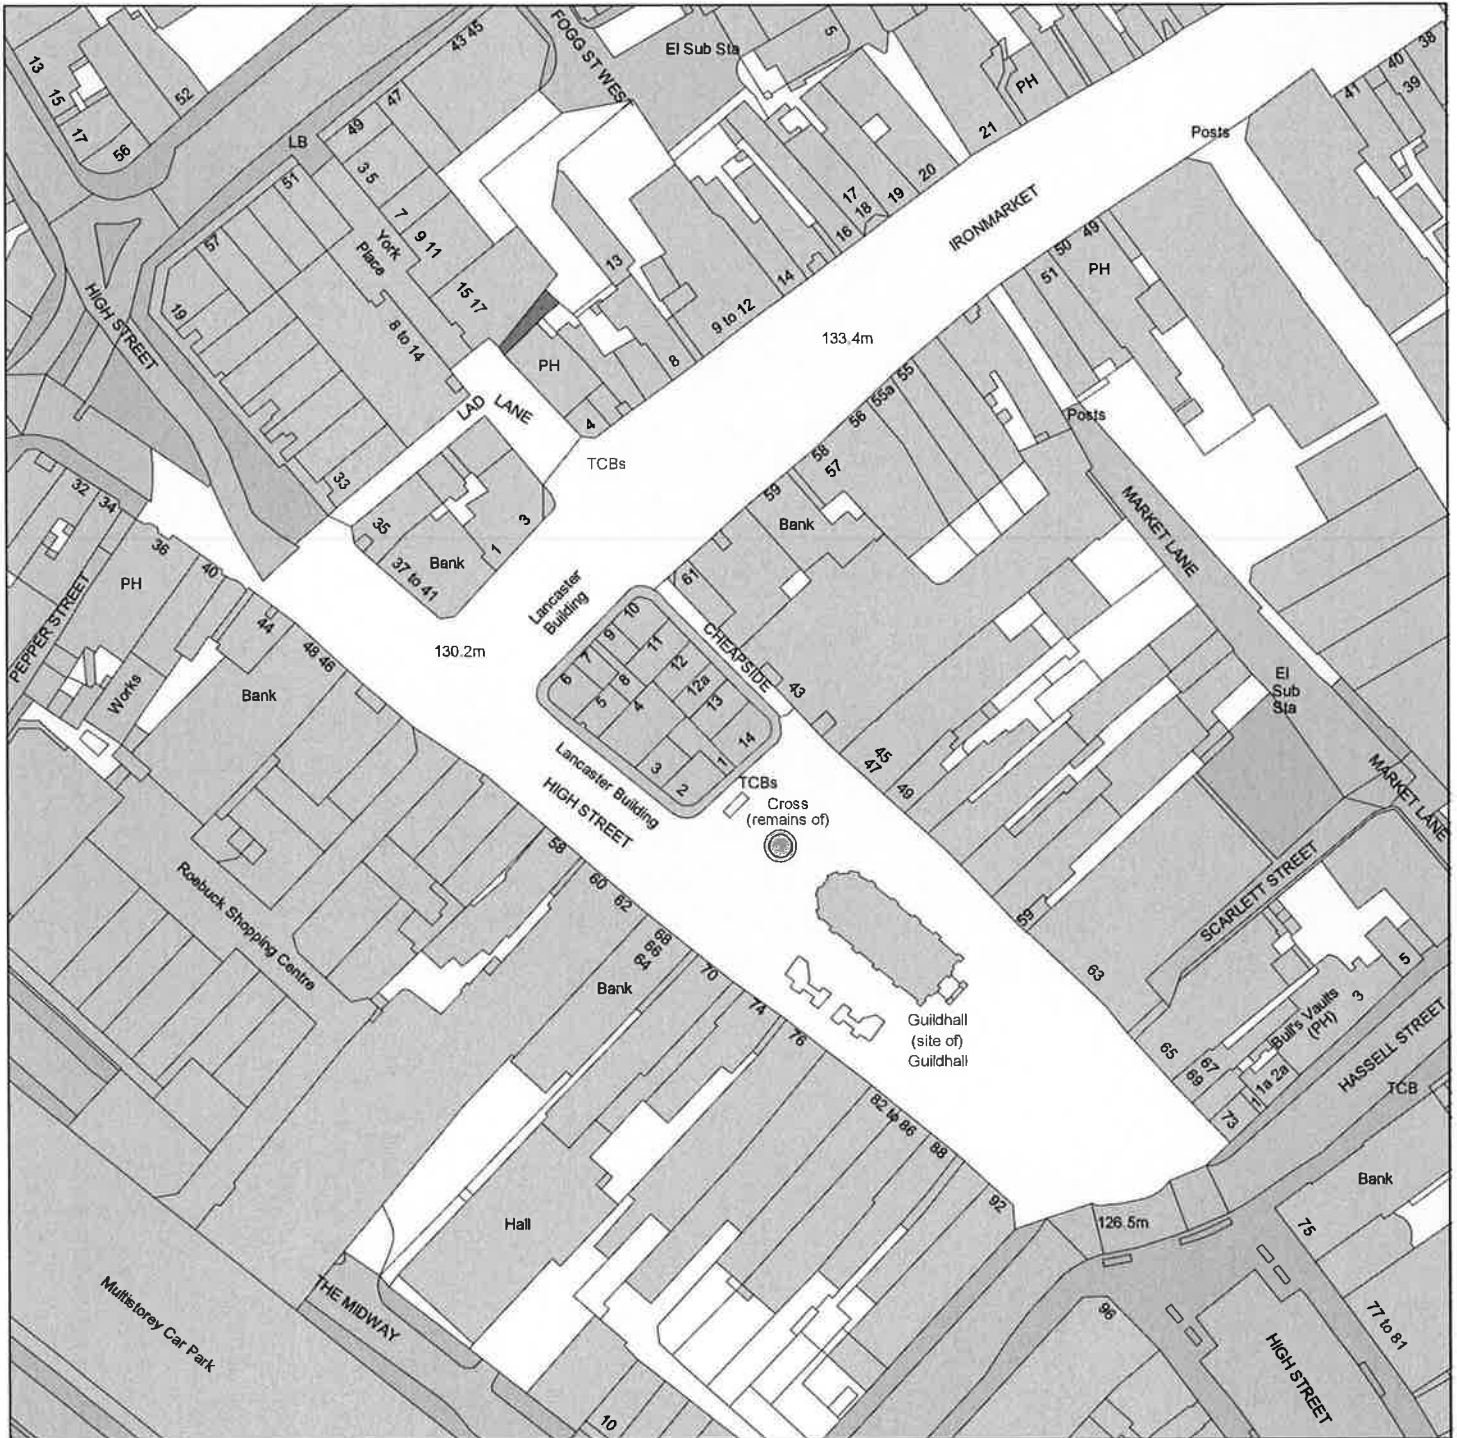 43 45
FOGG ST WEST
El Sub Sta
5
38
40
39
41
13
15
17
52
56
47
49
PH
21
Posts
LB
3 5
51
7
9 11
York
Place
57
17
18
19
20
16
IRONMARKET
13
14
49
50
51
PH
HIGH STREET
19
15 17
8 to 14
9 to 12
133.4m
PH
8
LAD LANE
4
55
55a
56
Posts
TCBs
58
57
33
32
34
35
3
59
Bank
MARKET LANE
36
1
Bank
37 to 41
40
PH
PEPPER STREET
61
Lancaster
Building
44
10
9
11
7
12
CHEAPSIDE
130.2m
48 46
6
8
12a
43
5
13
4
Works
Bank
El
Sub
Sta
14
45
47
49
3
1
2
Lancaster Building
TCBs
HIGH STREET
Cross
(remains of)
MARKET LANE
58
SCARLETT STREET
60
62
Roebuck Shopping Centre
59
68
66
64
70
63
5
Bank
74
76
Guildhall
(site of)
Guildhall
3
Bull's Vaults
(PH)
65
67
69
HASSELL STREET
1a 2a
1
73
TCB
82 to 86
88
92
Bank
Hall
126.5m
75
THE MIDWAY
Multistorey Car Park
96
77 to 81
HIGH STREET
10